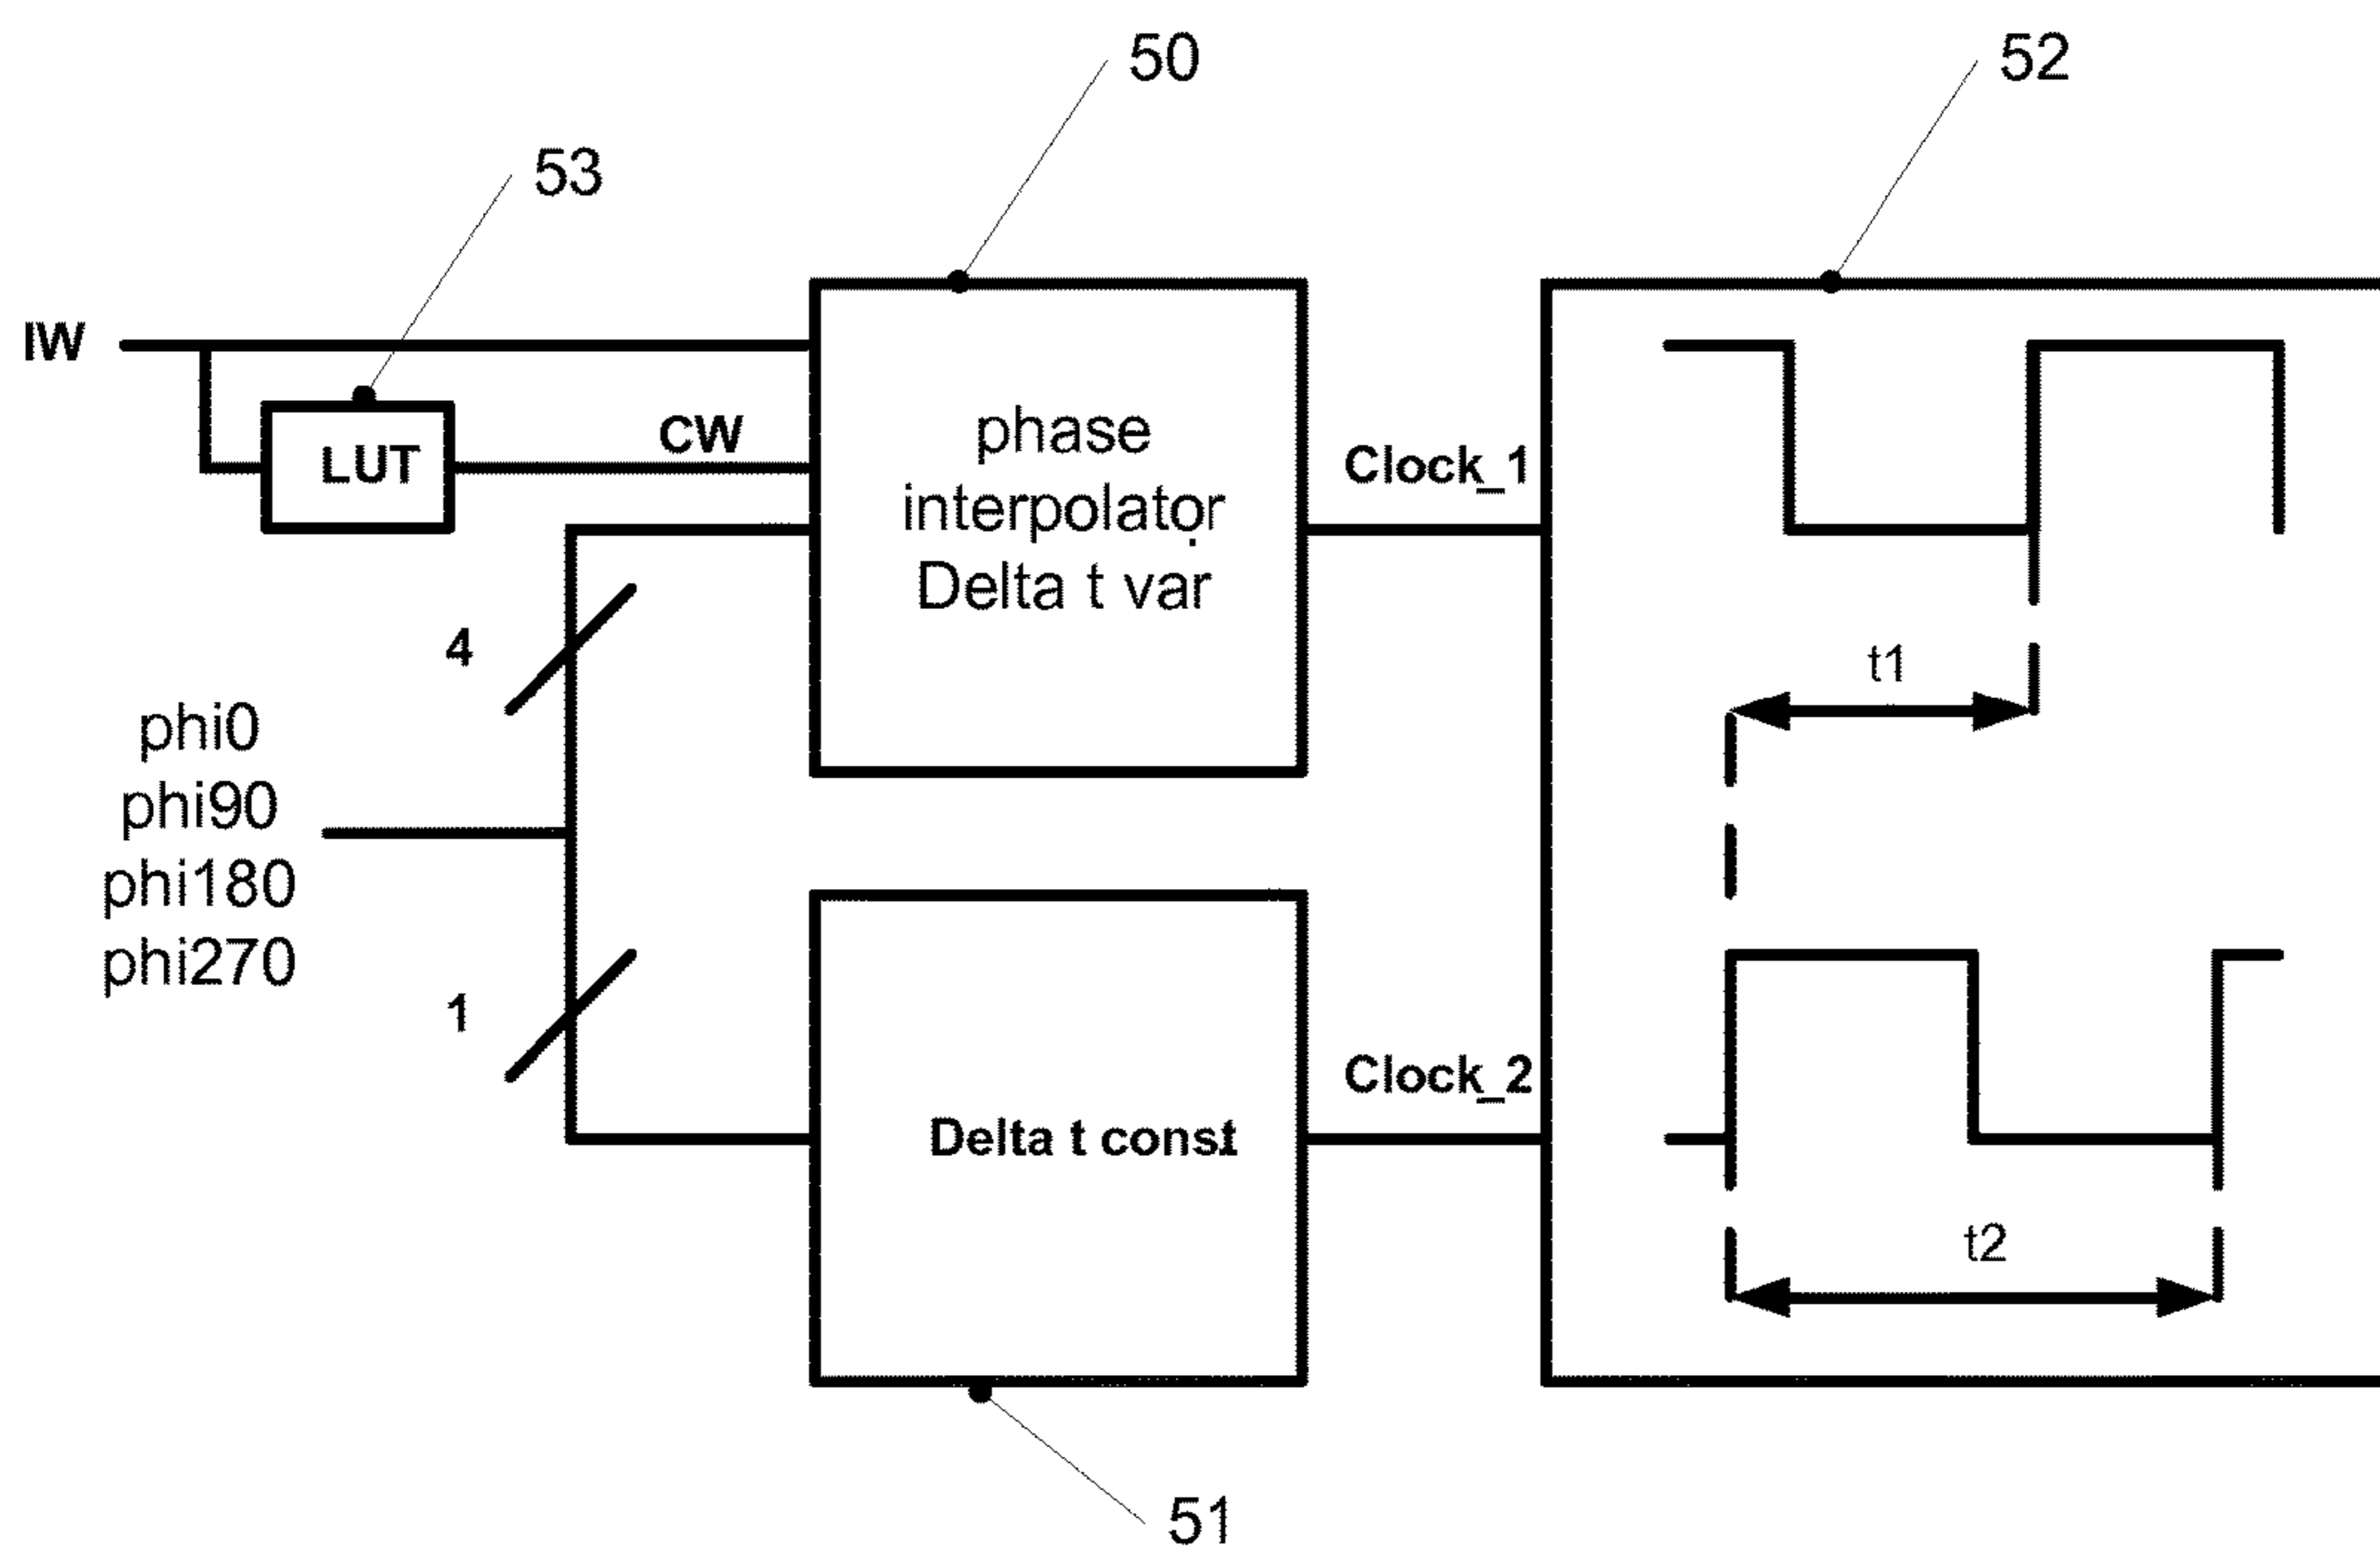 50
52
53
IW
LUT
CW
phase
interpolator
Delta t var
Clock_1
4
t1
phi0
phi90
phi180
phi270
1
Delta t const
Clock_2
t2
51